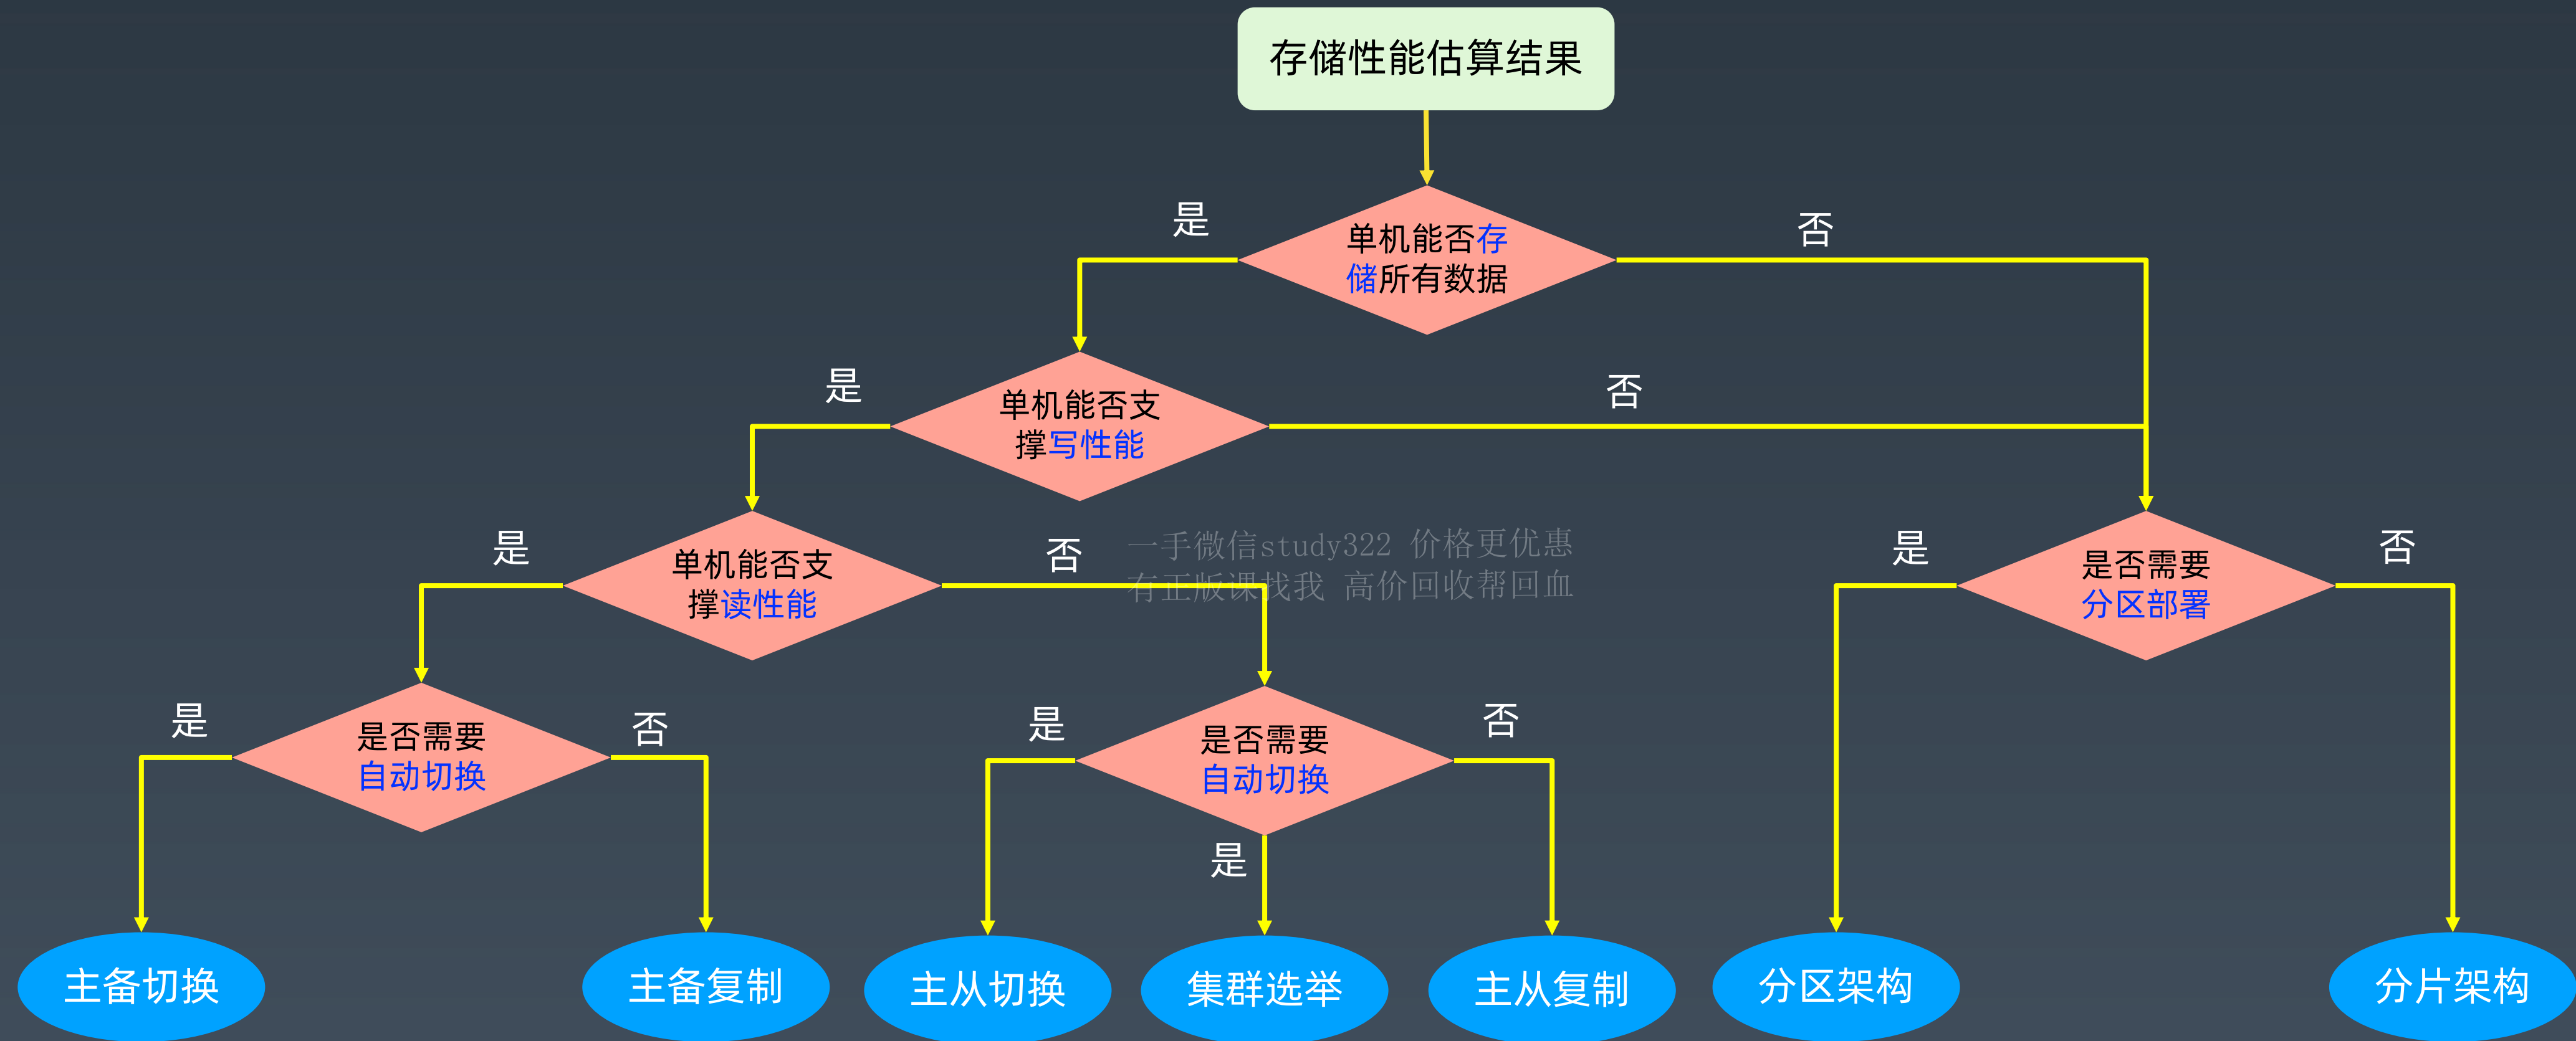 存储性能估算结果
是
否
单机能否存
储所有数据
是
否
单机能否支
撑写性能
一手微信study322 价格更优惠
有正版课找我 高价回收帮回血
是
否
单机能否支
撑读性能
是
否
是否需要
分区部署
是
否
是否需要
自动切换
是
否
是否需要
自动切换
是
主备切换
主备复制
主从切换
集群选举
主从复制
分区架构
分片架构